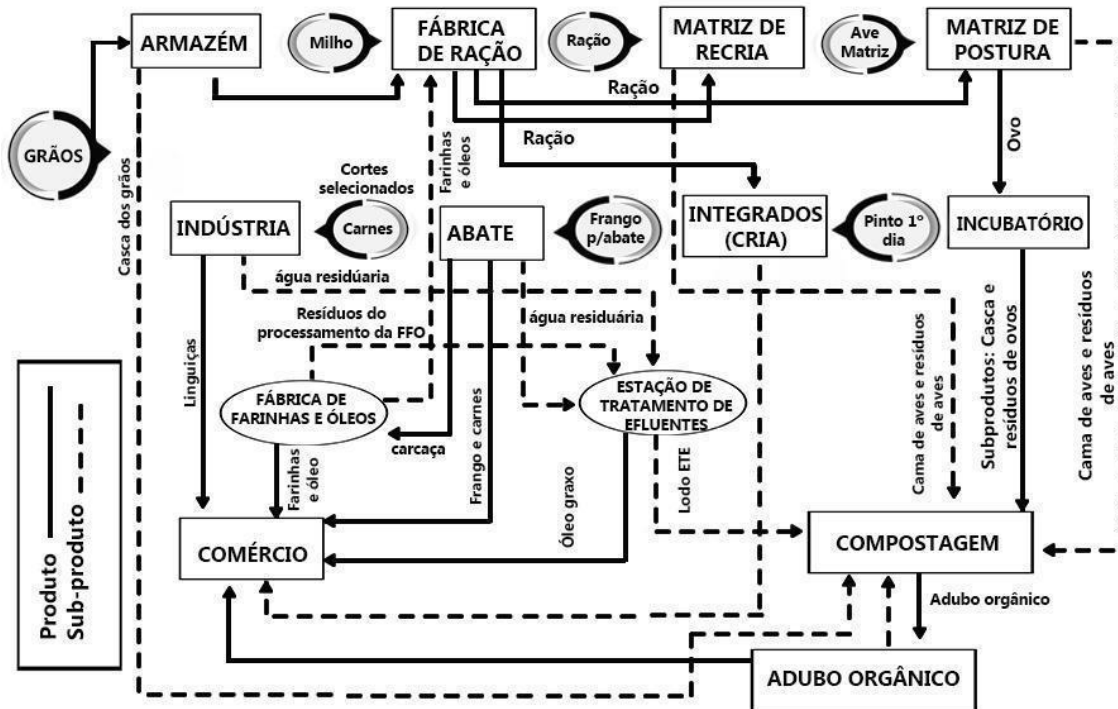 ARMAZÉM
Milho
FÁBRICA
DE RAÇÃO
Ração
MATRIZ DE
RECRIA
Ave
Matriz
MATRIZ DE
POSTURA
GRÃOS
Casca dos grãos
Farinhas
e óleos
Ração
Ração
Ovo
Cortes
selecionados
INDÚSTRIA
Carnes
ABATE
Frango
p/abate
INTEGRADOS
(CRIA)
Pinto 1º
dia
INCUBATÓRIO
água residúaria
Resíduos do
processamento da FFO
água residuária
Linguiças
FÁBRICA DE
FARINHAS E ÓLEOS
carcaça
Frango e carnes
ESTAÇÃO DE
TRATAMENTO DE
EFLUENTES
Cama de aves e resíduos
de aves
Subprodutos: Casca e
resíduos de ovos
Cama de aves e resíduos
de aves
Farinhas
e óleo
Óleo graxo
Lodo ETE
COMÉRCIO
COMPOSTAGEM
Adubo orgânico
ADUBO ORGÂNICO
Produto
Sub-produto